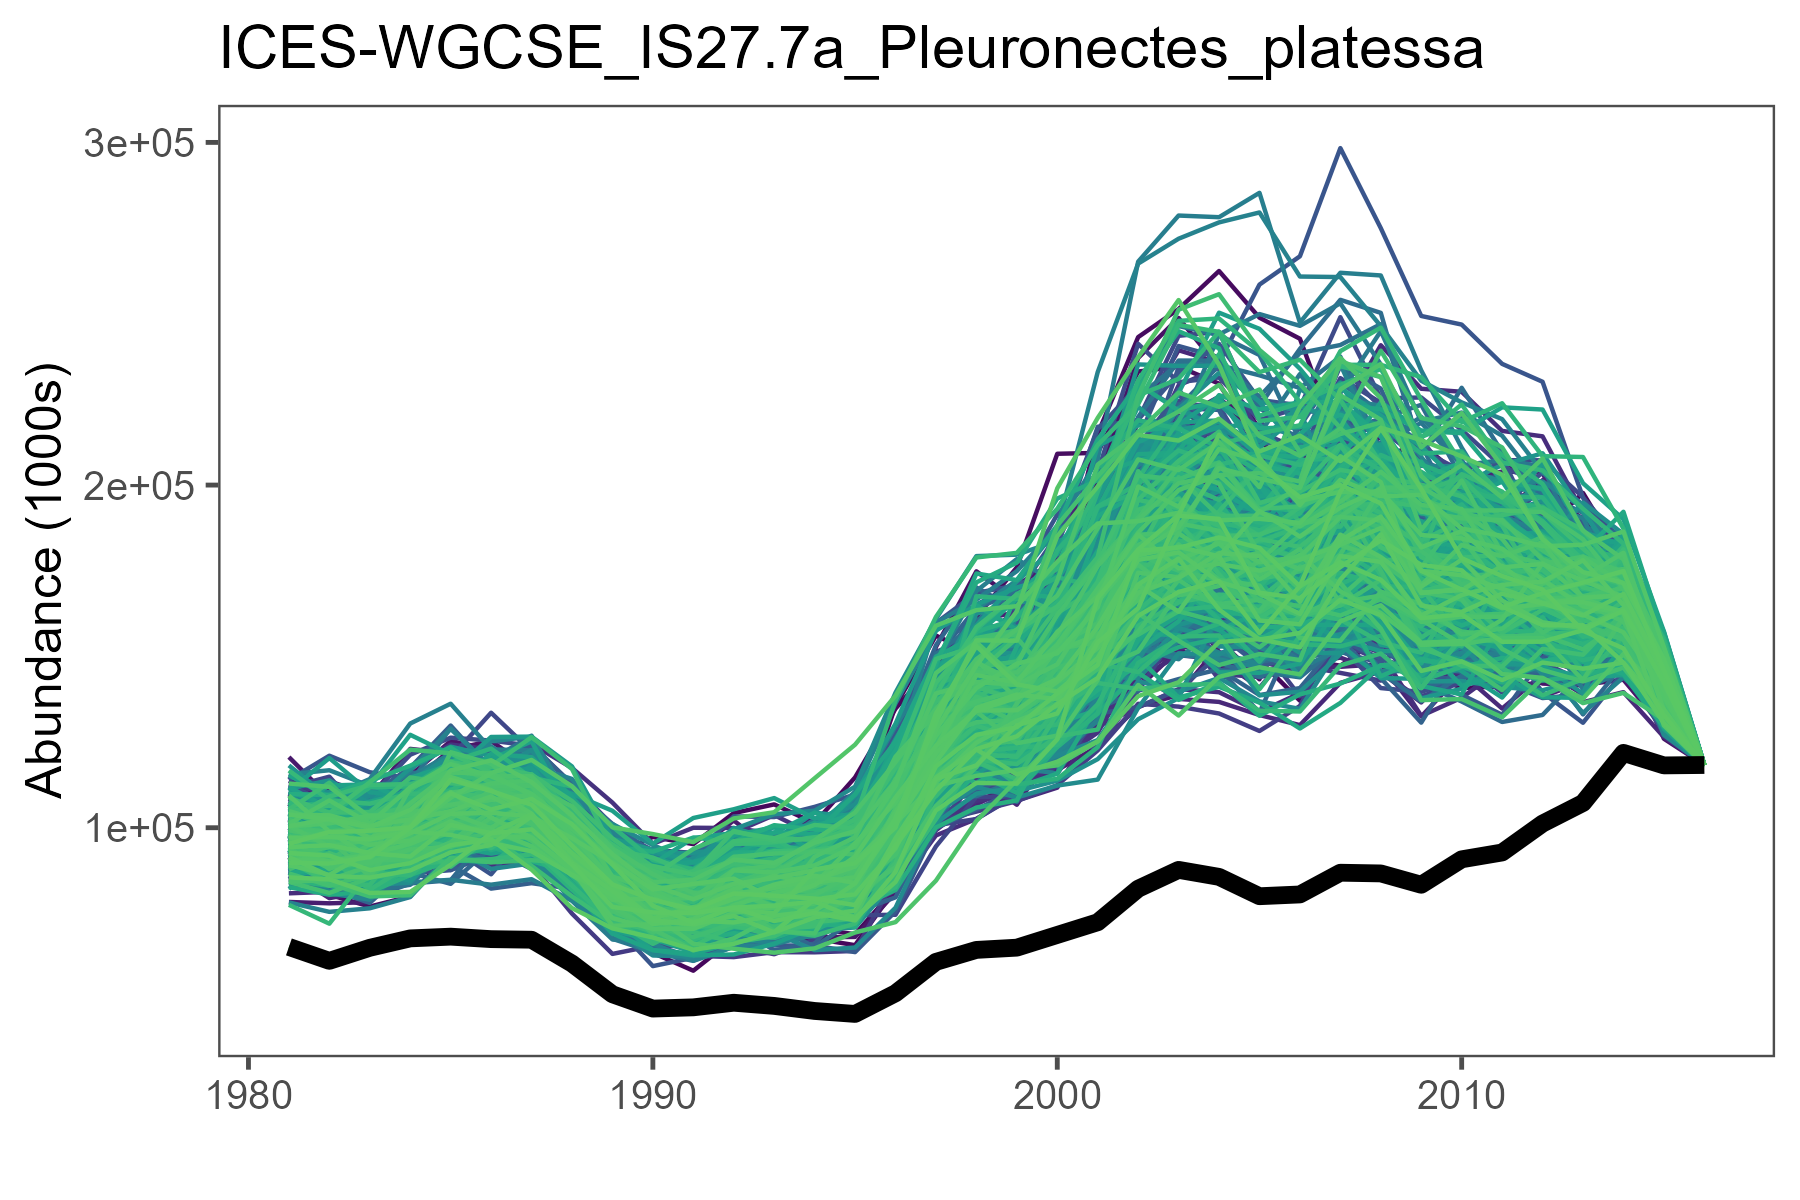 ICES-WGCSE_IS27.7a_Pleuronectes_platessa
3e+05
2e+05
1e+05
Abundance (1000s)
1980 1990 2000 2010